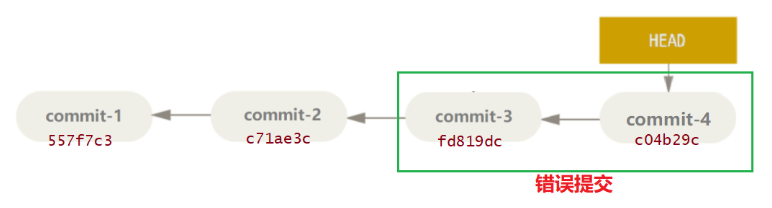 HEAD
commit-1
557f7c3
commit-2
c71ae3c
commit-3
fd819dc
commit-4
c04b29c
错误提交